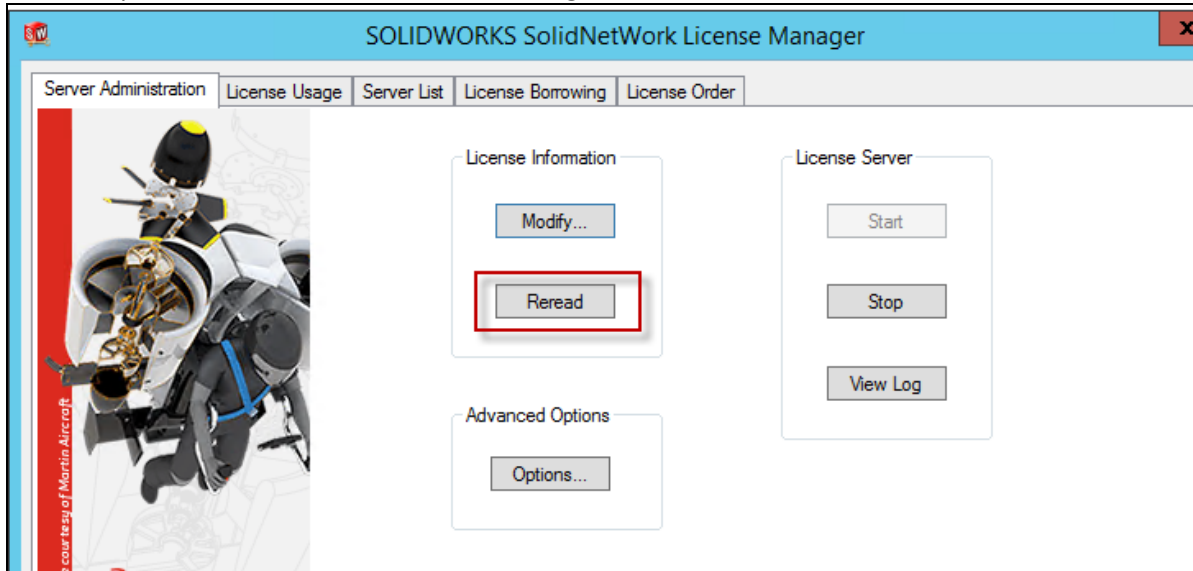 SW
SOLIDWORKS SolidNetWork License Manager
x
Server Administration License Usage Server List License Borrowing License Order
License Information
License Server
Modify...
Start
Reread
Stop
View Log
Advanced Options
Options...
courtesy of Martin Aircraft